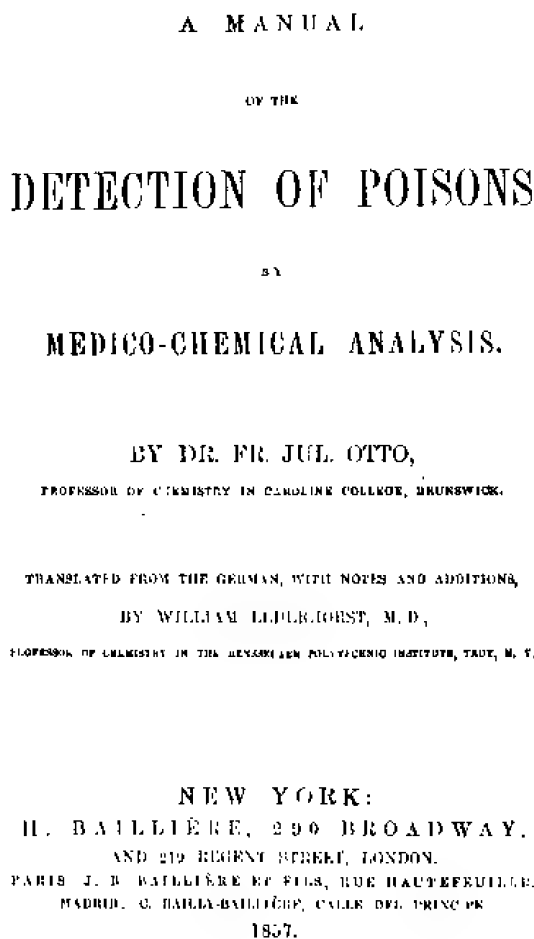 A MANUAL
OF THE
DETECTION OF POISONS
BY
MEDICO-CHEMICAL ANALYSIS.
BY DR. FR. JUL. OTTO,
PROFESSOR OF CHEMISTRY IN CAROLINE COLLEGE, BRUNSWICK.
TRANSLATED FROM THE GERMAN, WITH NOTES AND ADDITIONS,
BY WILLIAM ELDERHORST, M.D.,
PROFESSOR OF CHEMISTRY IN THE RENSSELAER POLYTECHNIC INSTITUTE, TROY, N. Y.
NEW YORK:
H. BAILLIÈRE, 290 BROADWAY.
AND 219 REGENT STREET, LONDON.
PARIS J. B. BAILLIÈRE ET FILS, RUE HAUTEFEUILLE.
MADRID. C. BAILLY-BAILLIÈRE, CALLE DEL PRINCIPE
1857.